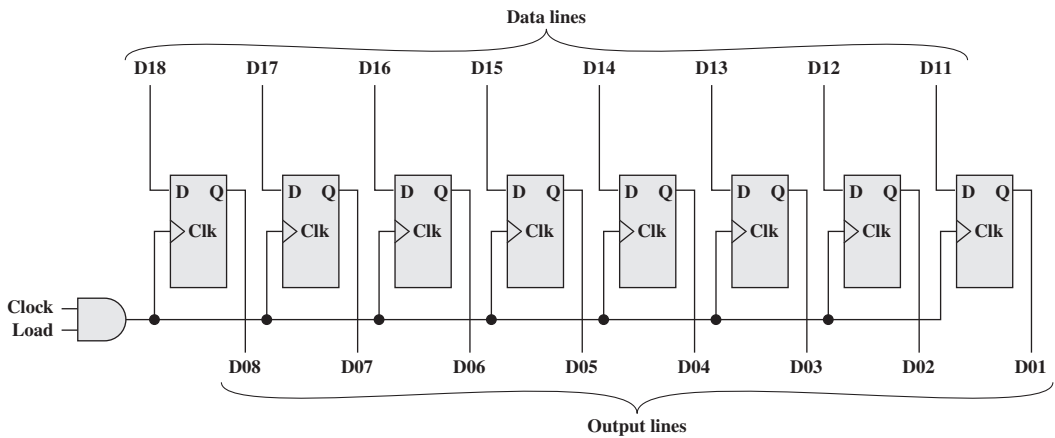 Data lines
D18 D17 D16 D15 D14 D13 D12 D11
D Q D Q D Q D Q D Q D Q D Q D Q
Clk Clk Clk Clk Clk Clk Clk Clk
Clock
Load
D08 D07 D06 D05 D04 D03 D02 D01
Output lines